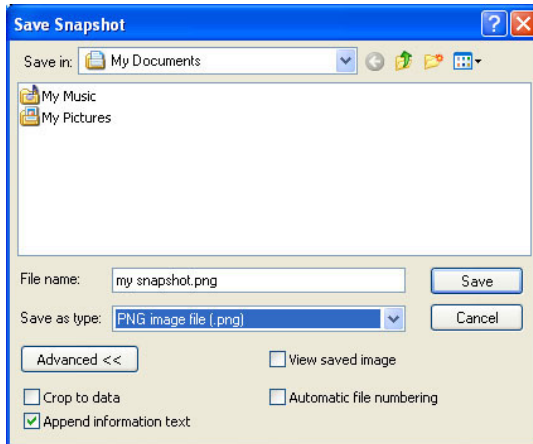 Save Snapshot
Save in: My Documents
My Music
My Pictures
File name: my snapshot.png Save
Save as type: PNG image file (.png) Cancel
Advanced << View saved image
Crop to data Automatic file numbering
Append information text